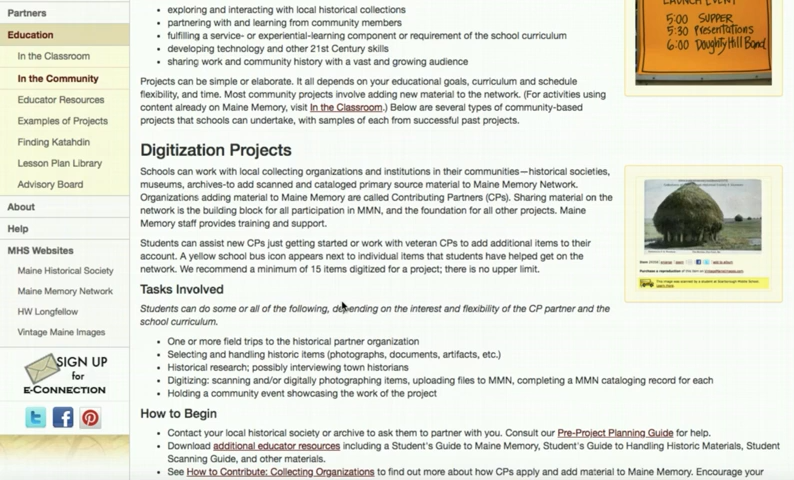 Partners
Education
In the Classroom
In the Community
Educator Resources
Examples of Projects
Finding Katahdin
Lesson Plan Library
Advisory Board
About
Help
MHS Websites
Maine Historical Society
Maine Memory Network
HW Longfellow
Vintage Maine Images
SIGN UP
for
E-CONNECTION
exploring and interacting with local historical collections
partnering with and learning from community members
fulfilling a service- or experiential-learning component or requirement of the school curriculum
developing technology and other 21st Century skills
sharing work and community history with a vast and growing audience
Projects can be simple or elaborate. It all depends on your educational goals, curriculum and schedule
flexibility, and time. Most community projects involve adding new material to the network. (For activities using
content already on Maine Memory, visit In the Classroom.) Below are several types of community-based
projects that schools can undertake, with samples of each from successful past projects.
Digitization Projects
Schools can work with local collecting organizations and institutions in their communities—historical societies,
museums, archives-to add scanned and cataloged primary source material to Maine Memory Network.
Organizations adding material to Maine Memory are called Contributing Partners (CPs). Sharing material on the
network is the building block for all participation in MMN, and the foundation for all other projects. Maine
Memory staff provides training and support.
Students can assist new CPs just getting started or work with veteran CPs to add additional items to their
account. A yellow school bus icon appears next to individual items that students have helped get on the
network. We recommend a minimum of 15 items digitized for a project; there is no upper limit.
Tasks Involved
Students can do some or all of the following, depending on the interest and flexibility of the CP partner and the
school curriculum.
One or more field trips to the historical partner organization
Selecting and handling historic items (photographs, documents, artifacts, etc.)
Historical research; possibly interviewing town historians
Digitizing: scanning and/or digitally photographing items, uploading files to MMN, completing a MMN cataloging record for each
Holding a community event showcasing the work of the project
How to Begin
Contact your local historical society or archive to ask them to partner with you. Consult our Pre-Project Planning Guide for help.
Download additional educator resources including a Student's Guide to Maine Memory, Student's Guide to Handling Historic Materials, Student
Scanning Guide, and other materials.
See How to Contribute: Collecting Organizations to find out more about how CPs apply and add material to Maine Memory. Encourage your
LAUNCH EVENT
5:00 SUPPER
5:30 Presentations
6:00 Doughty Hill Band